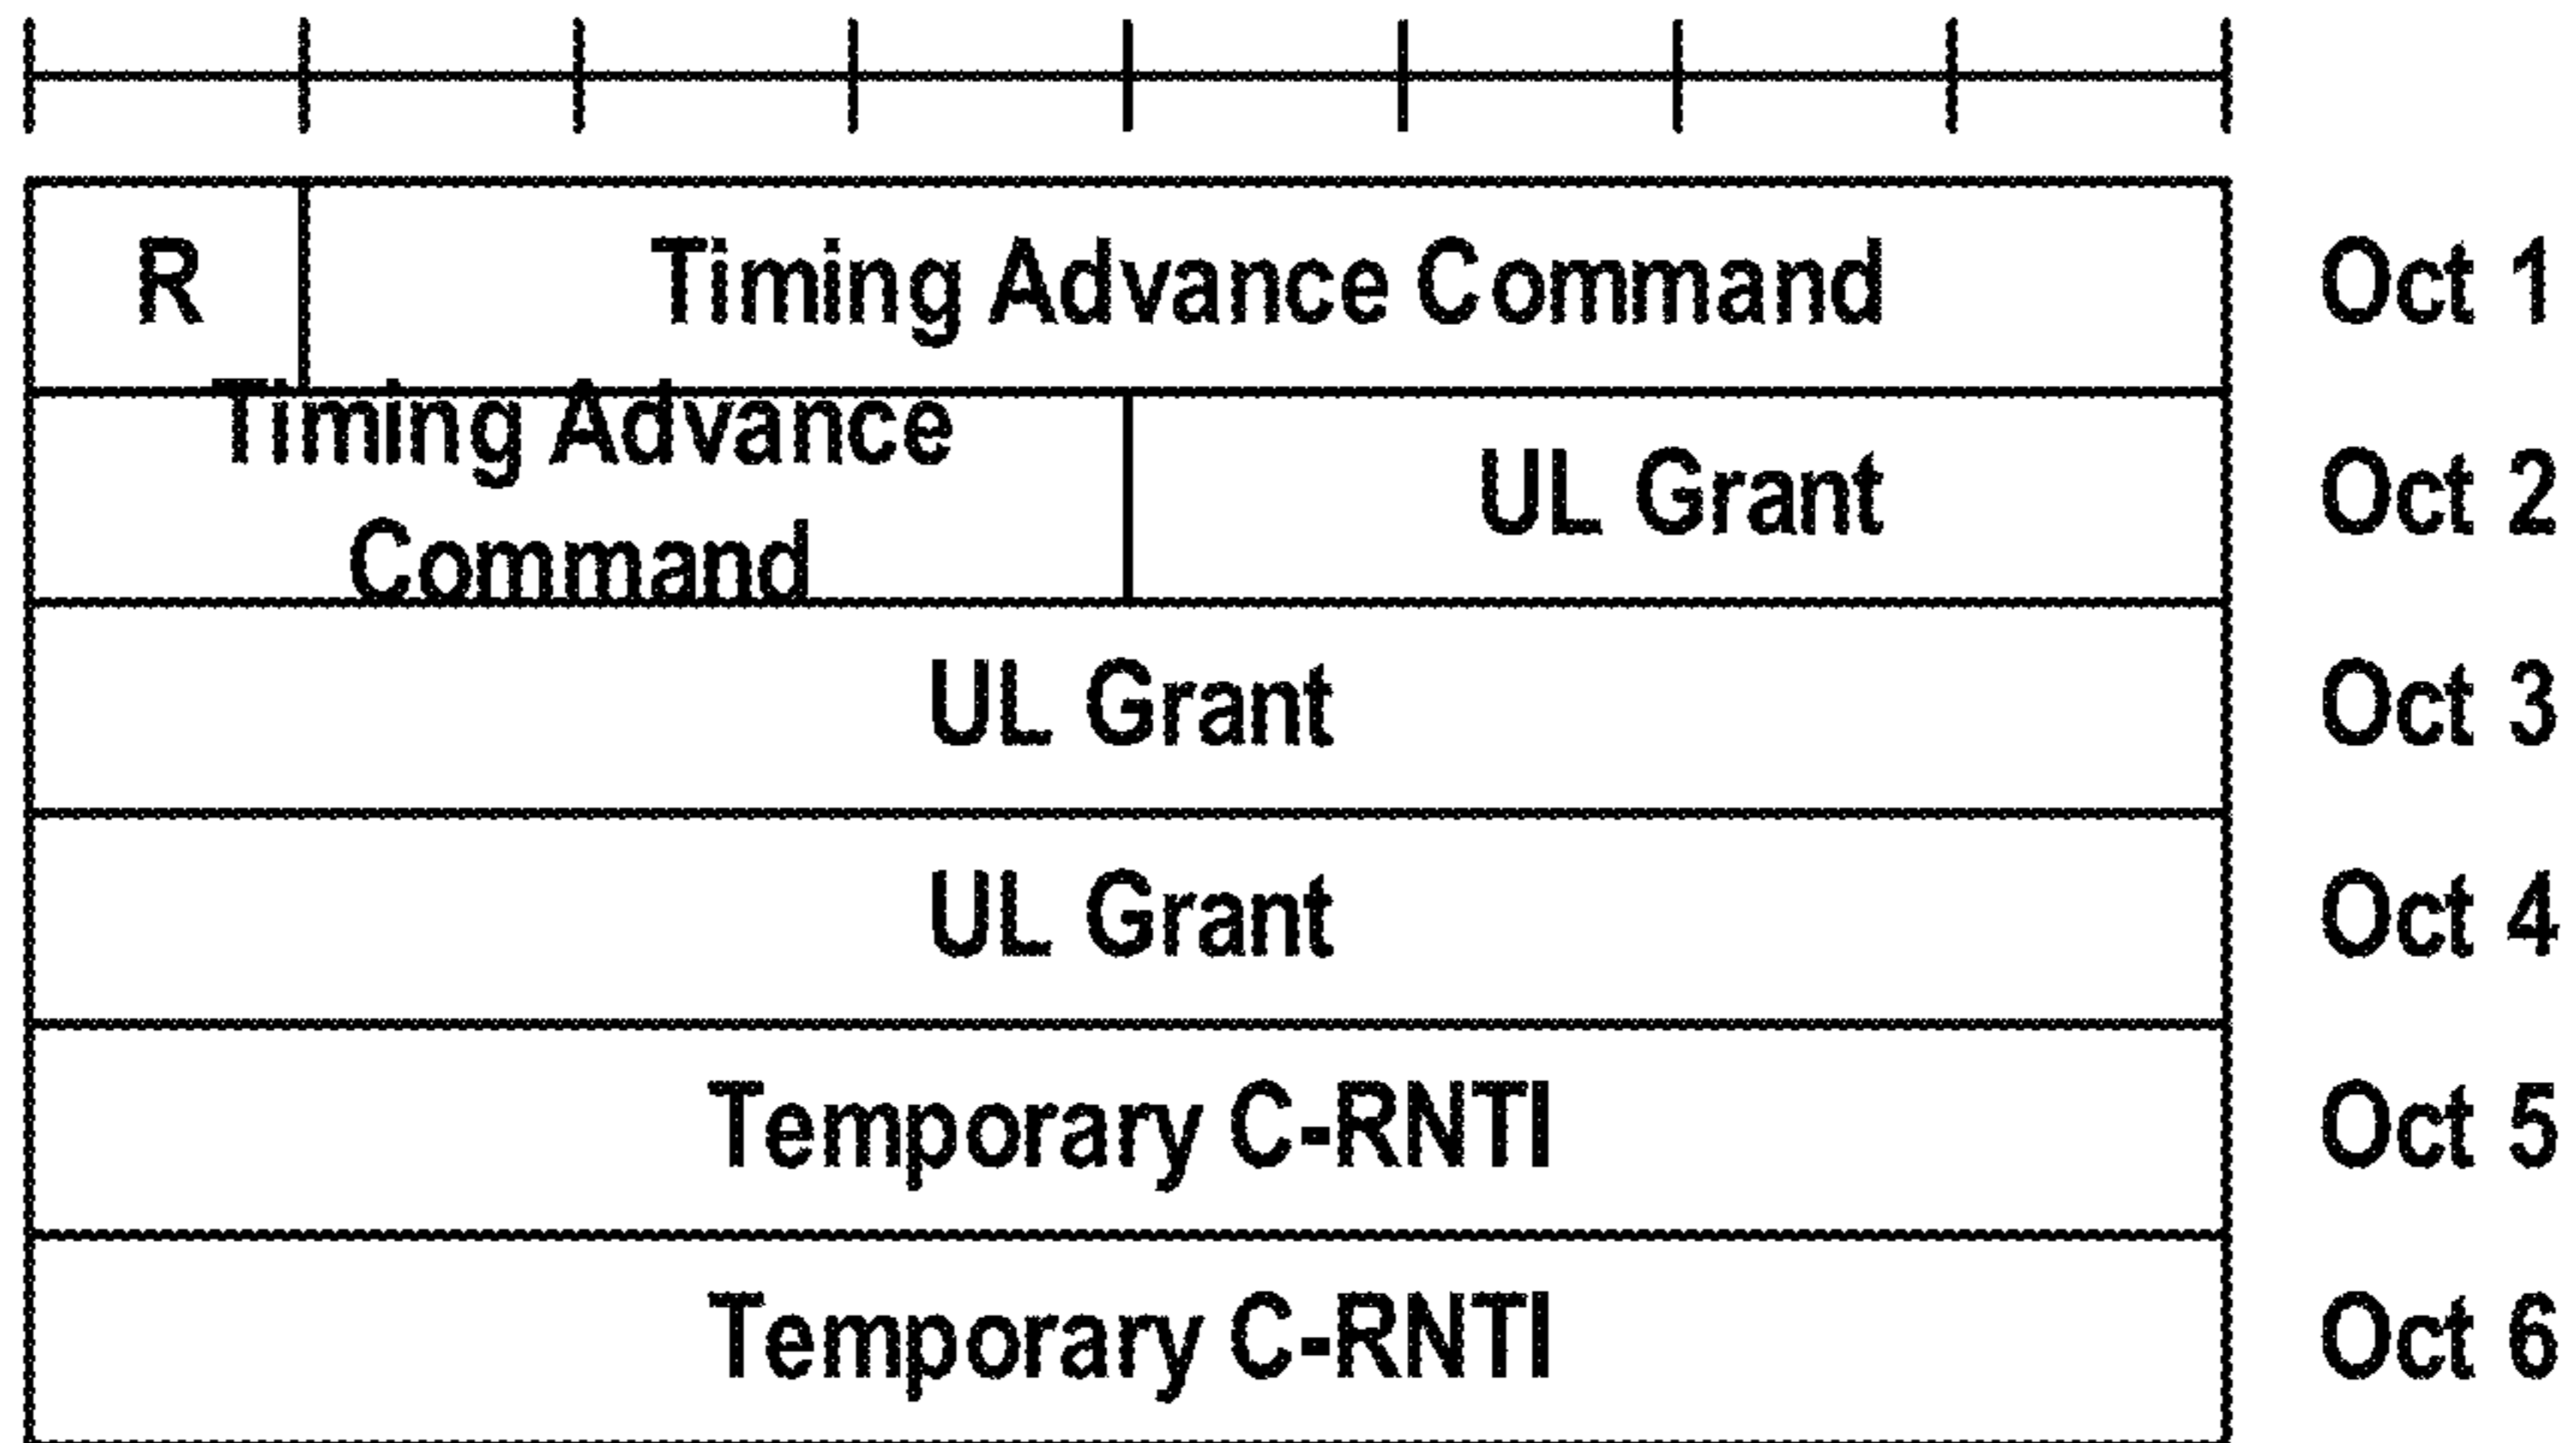 R Timing Advance Command Oct 1
Timing Advance
Command UL Grant Oct 2
UL Grant Oct 3
UL Grant Oct 4
Temporary C-RNTI Oct 5
Temporary C-RNTI Oct 6